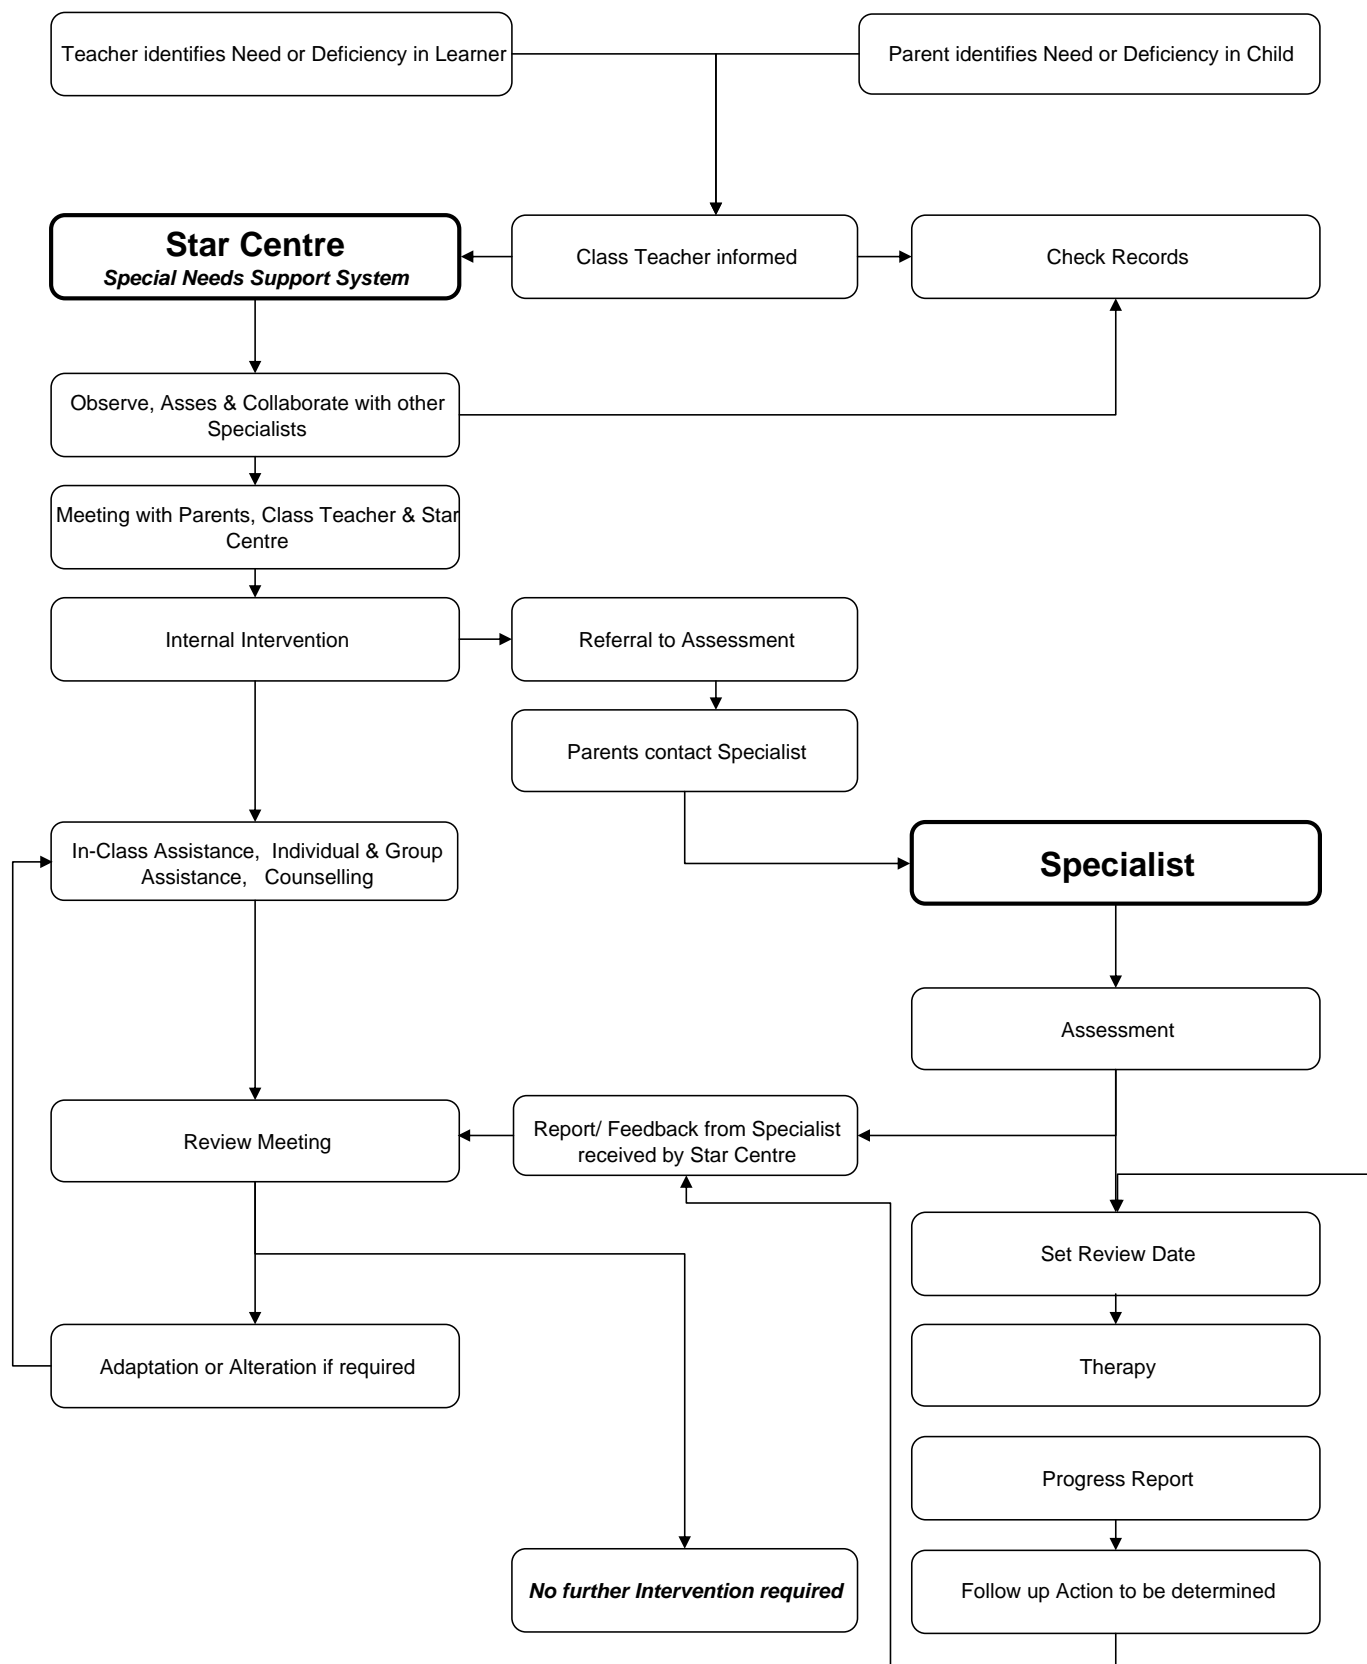 Teacher identifies Need or Deficiency in Learner
Parent identifies Need or Deficiency in Child
Star Centre
Special Needs Support System
Class Teacher informed
Check Records
Observe, Asses & Collaborate with other
Specialists
Meeting with Parents, Class Teacher & Star
Centre
Internal Intervention
Referral to Assessment
Parents contact Specialist
In-Class Assistance, Individual & Group
Assistance, Counselling
Specialist
Assessment
Review Meeting
Report/ Feedback from Specialist
received by Star Centre
Set Review Date
Adaptation or Alteration if required
Therapy
Progress Report
No further Intervention required
Follow up Action to be determined